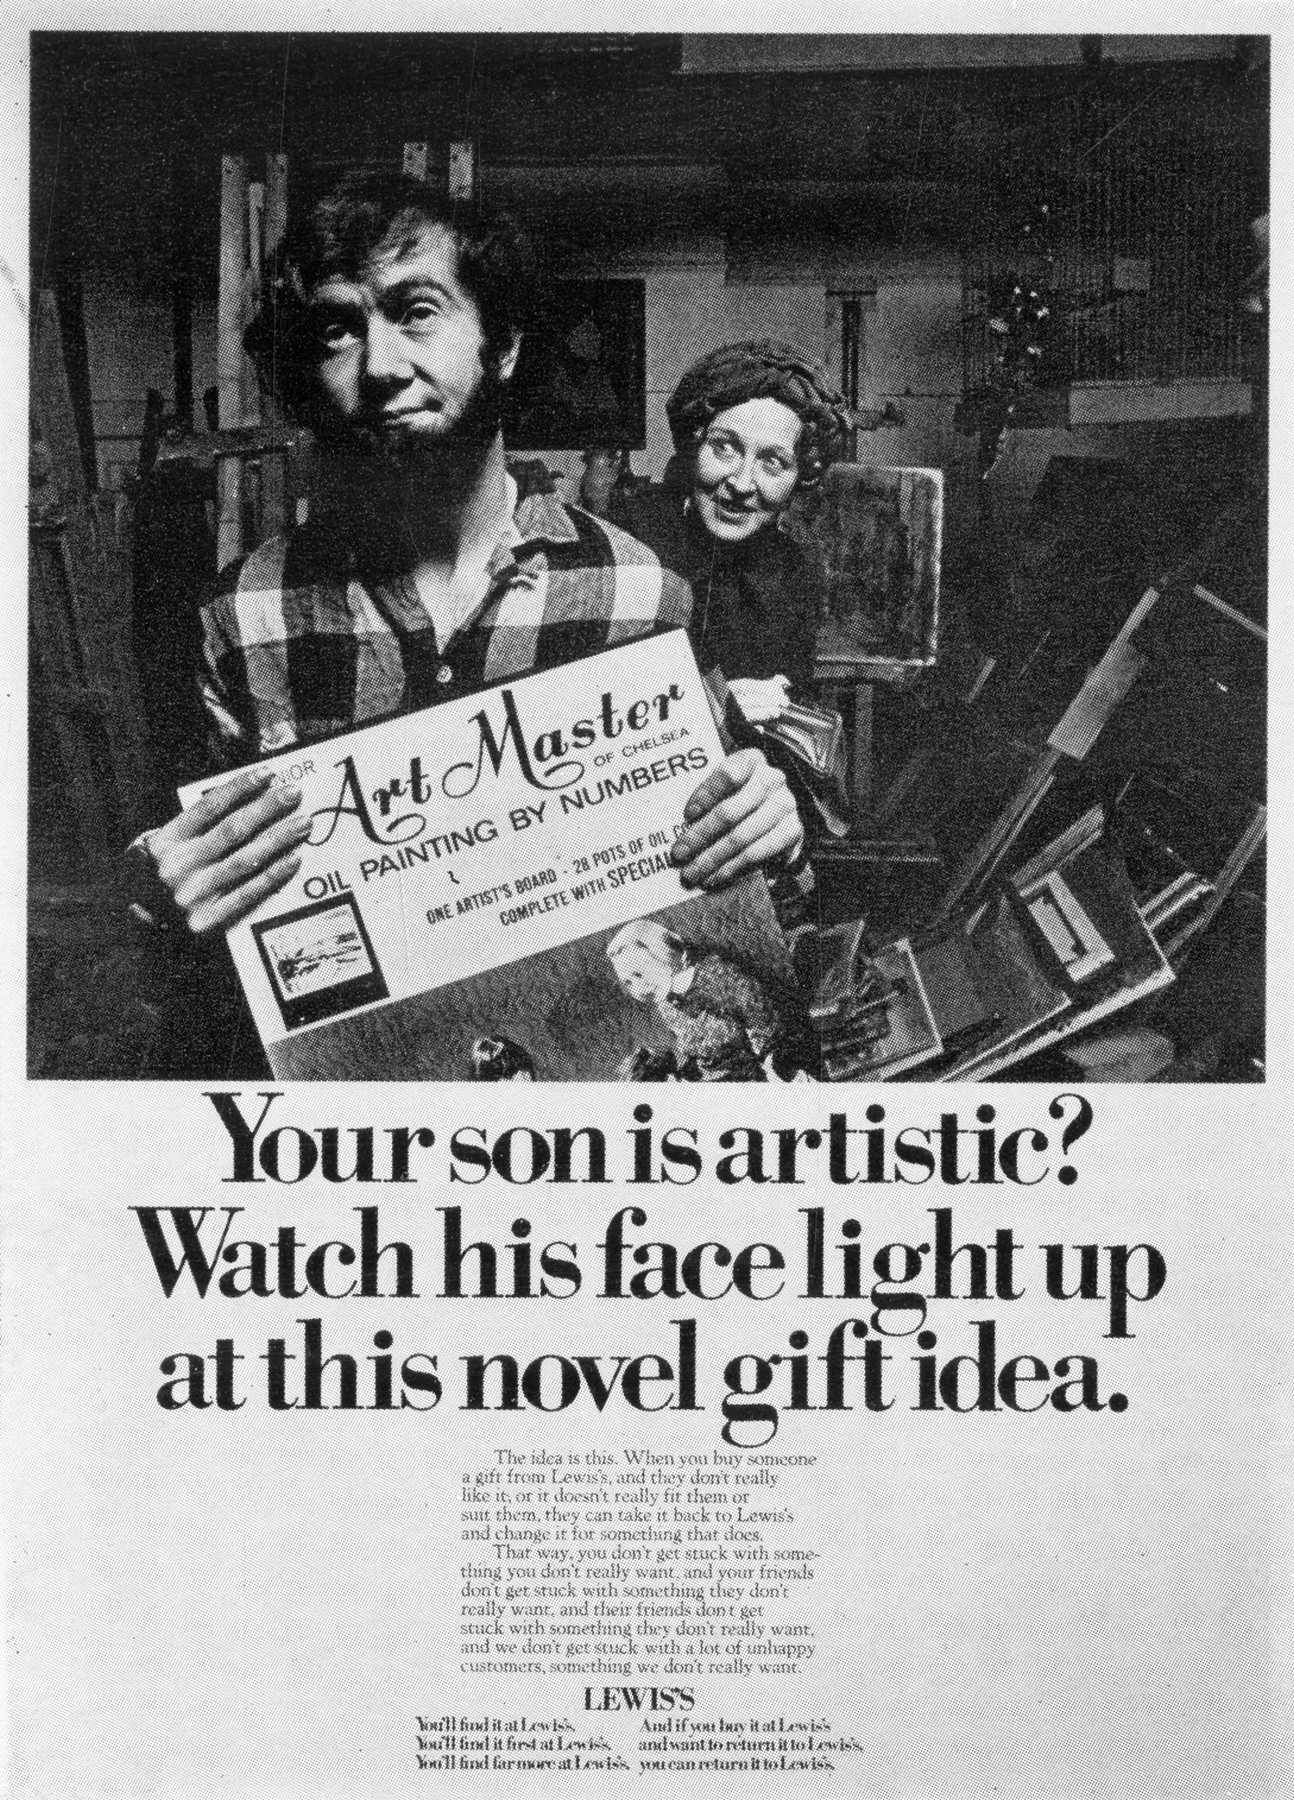 Art Master
OF CHELSEA
OIL PAINTING BY NUMBERS
ONE ARTIST'S BOARD · 28 POTS OF OIL
COMPLETE WITH SPECIAL
Your son is artistic?
Watch his face light up
at this novel gift idea.
The idea is this. When you buy someone
a gift from Lewis's, and they don't really
like it, or it doesn't really fit them or
suit them, they can take it back to Lewis's
and change it for something that does.
That way, you don't get stuck with some-
thing you don't really want, and your friends
don't get stuck with something they don't
really want, and their friends don't get
stuck with something they don't really want,
and we don't get stuck with a lot of unhappy
customers, something we don't really want.
LEWIS'S
You'll find it at Lewis's.
You'll find it first at Lewis's.
You'll find far more at Lewis's.
And if you buy it at Lewis's
and want to return it to Lewis's,
you can return it to Lewis's.